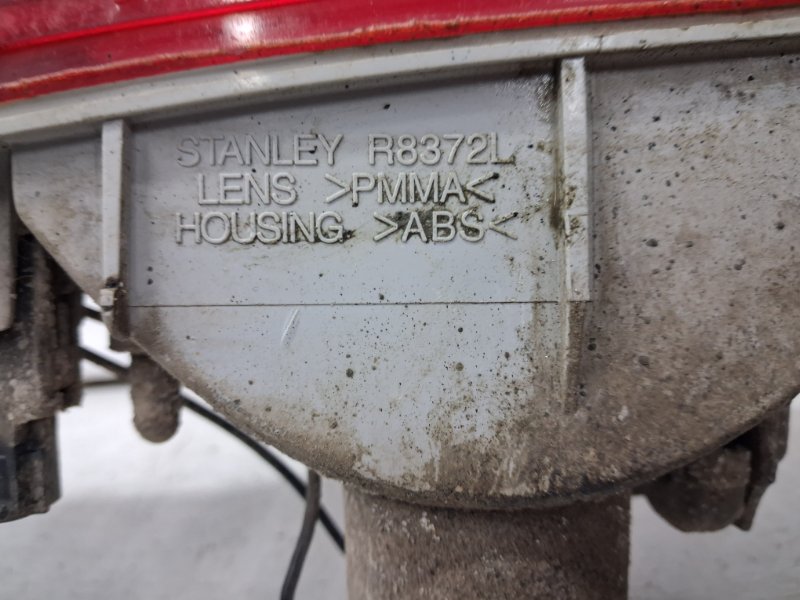 STANLEY R8372L
LENS >PMMA<
HOUSING >ABS<